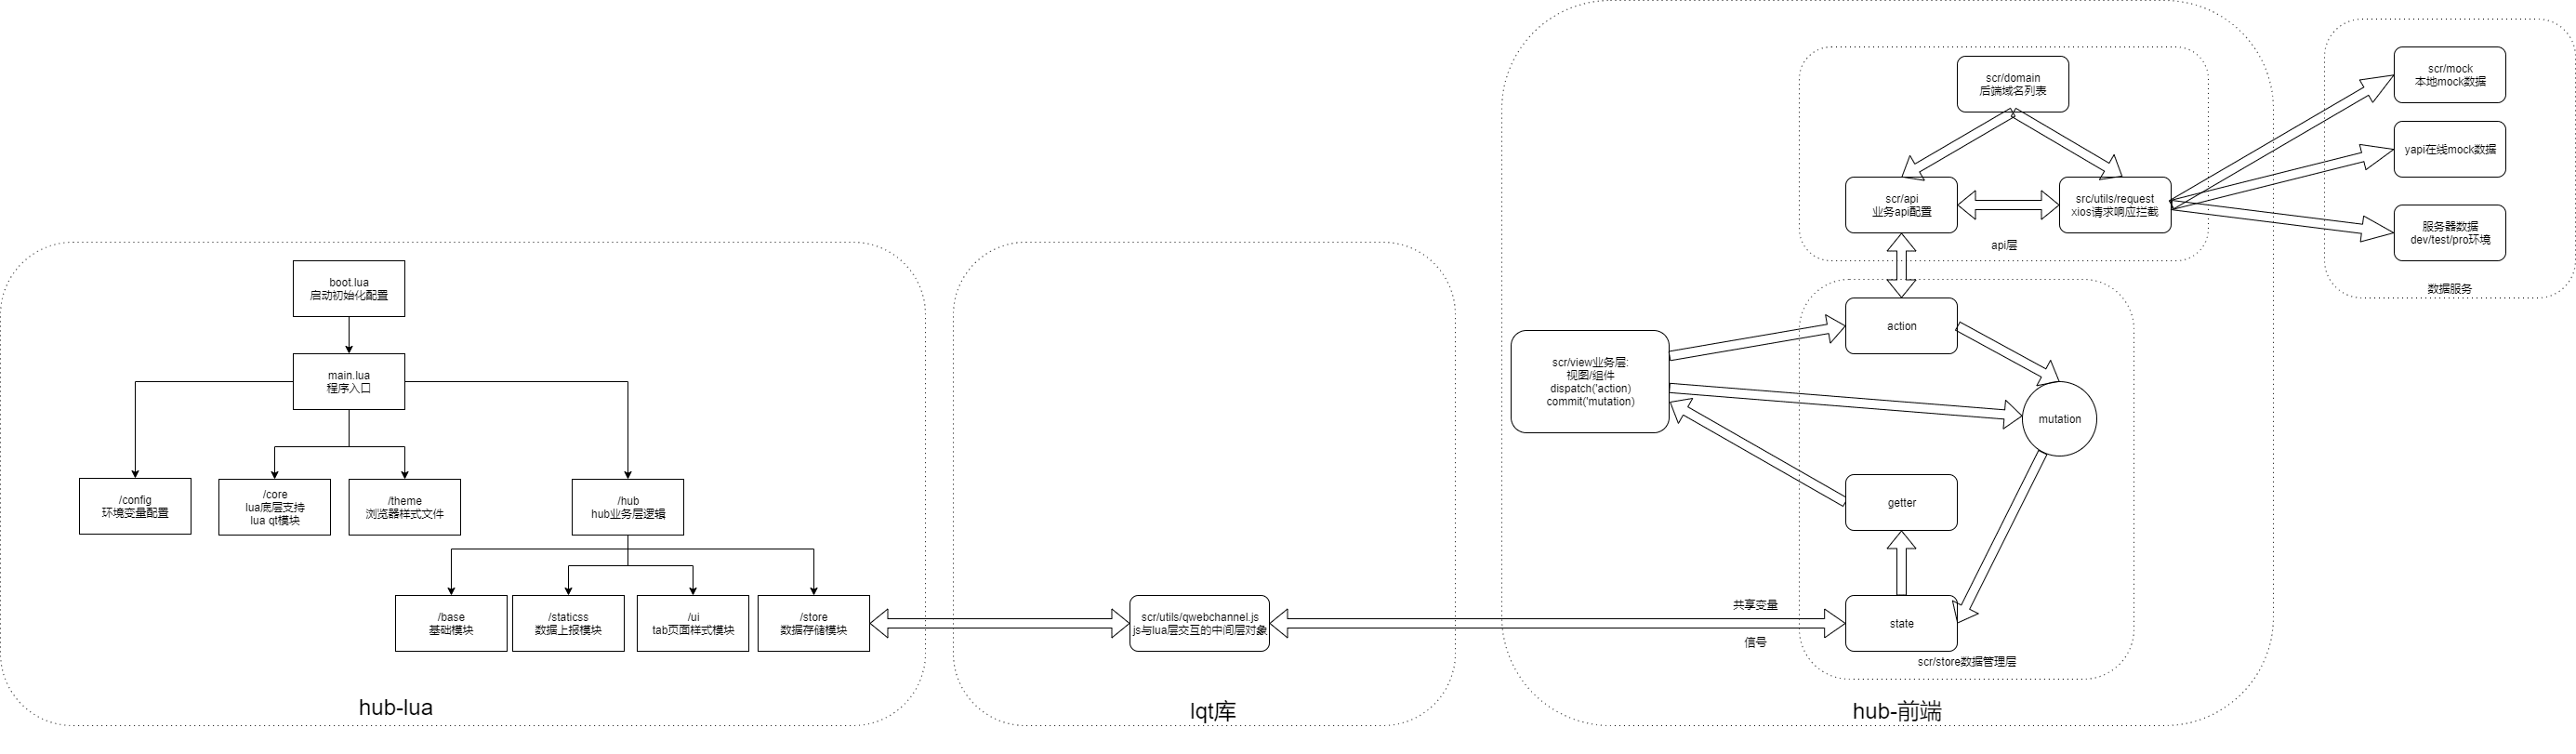 boot.lua
启动初始化配置
main.lua
程序入口
/config
环境变量配置
/core
lua底层支持
lua qt模块
/theme
浏览器样式文件
/hub
hub业务层逻辑
/base
基础模块
/staticss
数据上报模块
/ui
tab页面样式模块
/store
数据存储模块
hub-lua
scr/utils/qwebchannel.js
js与lua层交互的中间层对象
lqt库
scr/domain
后端域名列表
scr/api
业务api配置
src/utils/request
xios请求响应拦截
api层
scr/view业务层:
视图/组件
dispatch('action)
commit('mutation)
action
mutation
getter
state
共享变量
信号
scr/store数据管理层
hub-前端
scr/mock
本地mock数据
yapi在线mock数据
服务器数据
dev/test/pro环境
数据服务